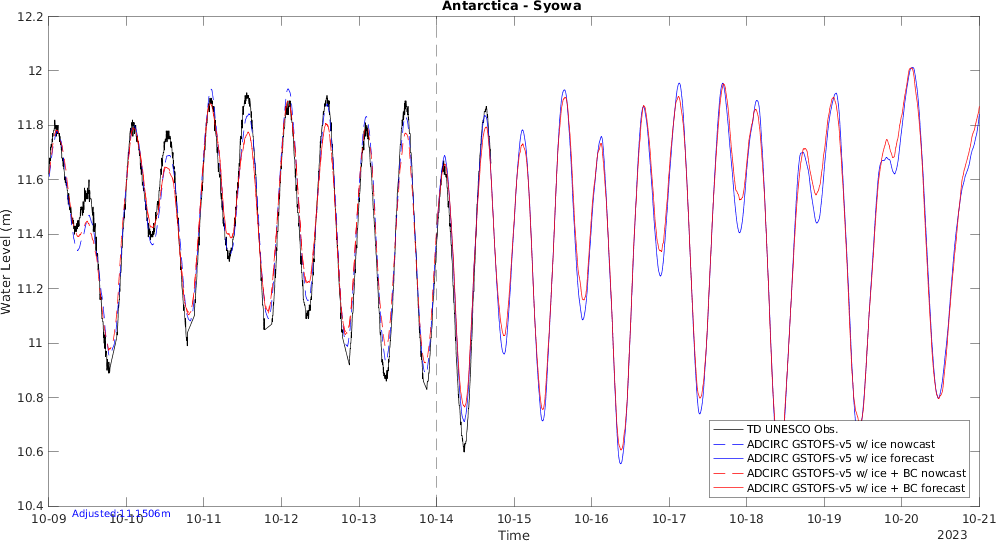 Antarctica - Syowa
12.2
12
11.8
11.6
11.4
11.2
11
10.8
10.6
10.4
Water Level (m)
TD UNESCO Obs.
ADCIRC GSTOFS-v5 w/ ice nowcast
ADCIRC GSTOFS-v5 w/ ice forecast
ADCIRC GSTOFS-v5 w/ ice + BC nowcast
ADCIRC GSTOFS-v5 w/ ice + BC forecast
Adjusted:11.1506m
10-09 10-10 10-11 10-12 10-13 10-14 10-15 10-16 10-17 10-18 10-19 10-20 10-21
Time
2023